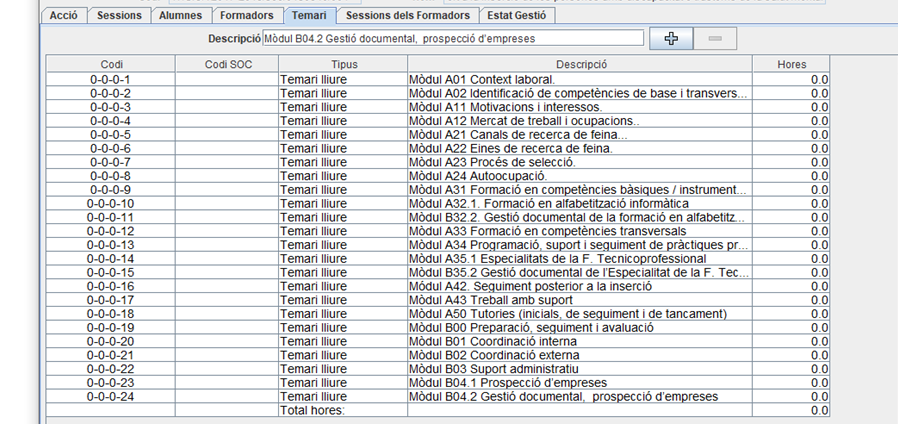 Acció Sessions Alumnes Formadors Temari Sessions dels Formadors Estat Gestió
Descripció Mòdul B04.2 Gestió documental,  prospecció d'empreses
Codi Codi SOC Tipus Descripció Hores
0-0-0-1 Temari lliure Mòdul A01 Context laboral. 0.0
0-0-0-2 Temari lliure Mòdul A02 Identificació de competències de base i transvers... 0.0
0-0-0-3 Temari lliure Mòdul A11 Motivacions i interessos. 0.0
0-0-0-4 Temari lliure Mòdul A12 Mercat de treball i ocupacions.. 0.0
0-0-0-5 Temari lliure Mòdul A21 Canals de recerca de feina... 0.0
0-0-0-6 Temari lliure Mòdul A22 Eines de recerca de feina. 0.0
0-0-0-7 Temari lliure Mòdul A23 Procés de selecció. 0.0
0-0-0-8 Temari lliure Mòdul A24 Autoocupació. 0.0
0-0-0-9 Temari lliure Mòdul A31 Formació en competències bàsiques / instrument... 0.0
0-0-0-10 Temari lliure Mòdul A32.1. Formació en alfabetització informàtica 0.0
0-0-0-11 Temari lliure Mòdul B32.2. Gestió documental de la formació en alfabetitz... 0.0
0-0-0-12 Temari lliure Mòdul A33 Formació en competències transversals 0.0
0-0-0-13 Temari lliure Mòdul A34 Programació, suport i seguiment de pràctiques pr... 0.0
0-0-0-14 Temari lliure Mòdul A35.1 Especialitats de la F. Tecnicoprofessional 0.0
0-0-0-15 Temari lliure Mòdul B35.2 Gestió documental de l'Especialitat de la F. Tec... 0.0
0-0-0-16 Temari lliure Mòdul A42. Seguiment posterior a la inserció 0.0
0-0-0-17 Temari lliure Mòdul A43 Treball amb suport 0.0
0-0-0-18 Temari lliure Mòdul A50 Tutories (inicials, de seguiment i de tancament) 0.0
0-0-0-19 Temari lliure Mòdul B00 Preparació, seguiment i avaluació 0.0
0-0-0-20 Temari lliure Mòdul B01 Coordinació interna 0.0
0-0-0-21 Temari lliure Mòdul B02 Coordinació externa 0.0
0-0-0-22 Temari lliure Mòdul B03 Suport administratiu 0.0
0-0-0-23 Temari lliure Mòdul B04.1 Prospecció d'empreses 0.0
0-0-0-24 Temari lliure Mòdul B04.2 Gestió documental,  prospecció d'empreses 0.0
Total hores: 0.0